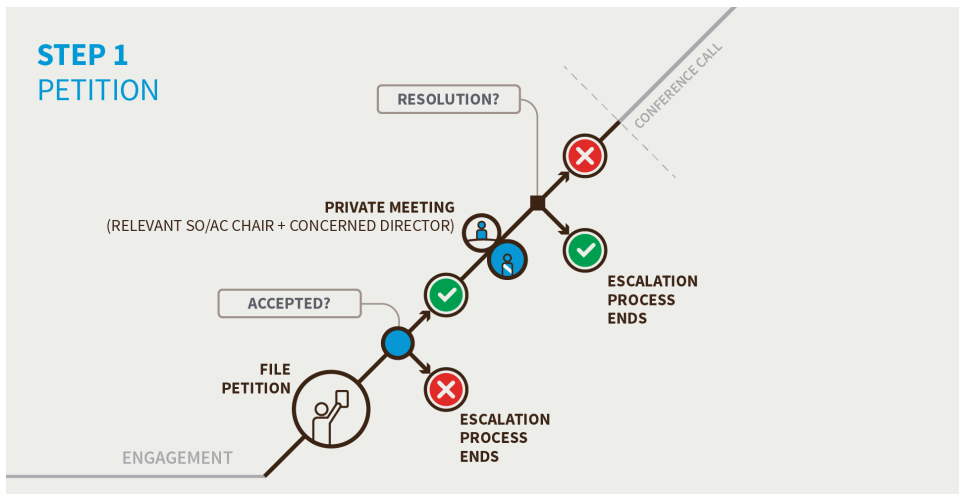 STEP 1
PETITION
CONFERENCE CALL
RESOLUTION?
PRIVATE MEETING
(RELEVANT SO/AC CHAIR + CONCERNED DIRECTOR)
ESCALATION
PROCESS
ENDS
ACCEPTED?
FILE
PETITION
ESCALATION
PROCESS
ENDS
ENGAGEMENT